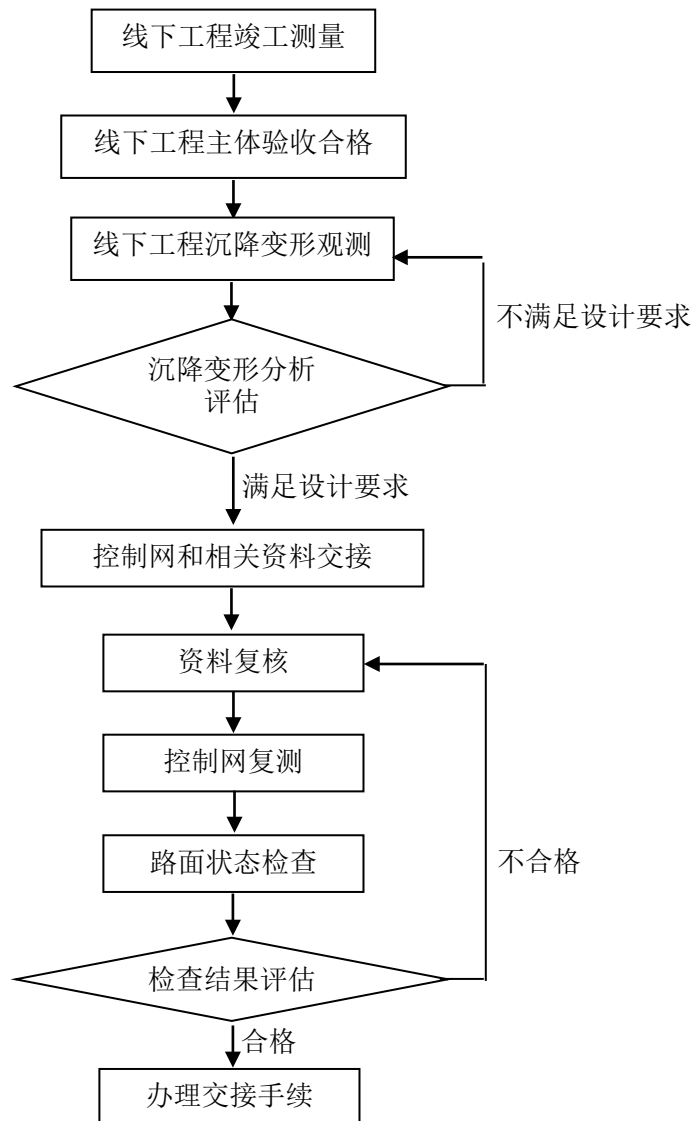 线下工程竣工测量
线下工程主体验收合格
线下工程沉降变形观测
不满足设计要求
沉降变形分析
评估
满足设计要求
控制网和相关资料交接
资料复核
控制网复测
路面状态检查
不合格
检查结果评估
合格
办理交接手续